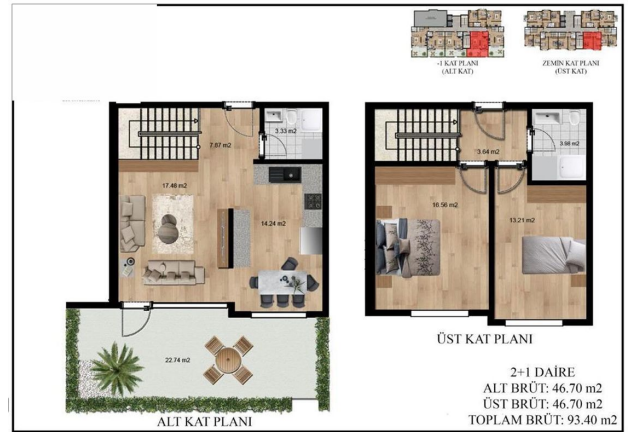 -1 KAT PLANI
(ALT KAT)
ZEMİN KAT PLANI
(ÜST KAT)
3.33 m2
7.87 m2
17.48 m2
14.24 m2
22.74 m2
ALT KAT PLANI
3.64 m2
3.98 m2
16.56 m2
13.21 m2
ÜST KAT PLANI
2+1 DAİRE
ALT BRÜT: 46.70 m2
ÜST BRÜT: 46.70 m2
TOPLAM BRÜT: 93.40 m2